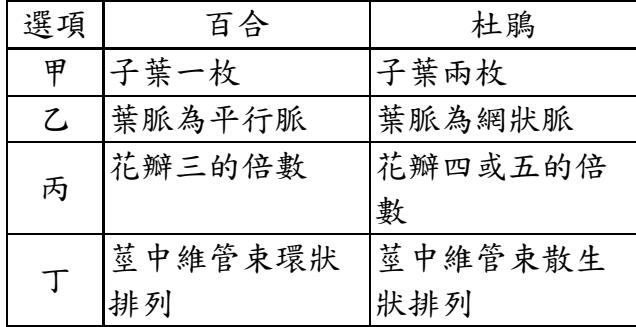 選項 百合 杜鵑
甲 子葉一枚 子葉兩枚
乙 葉脈為平行脈 葉脈為網狀脈
丙 花瓣三的倍數 花瓣四或五的倍
數
丁 莖中維管束環狀 莖中維管束散生
排列 狀排列